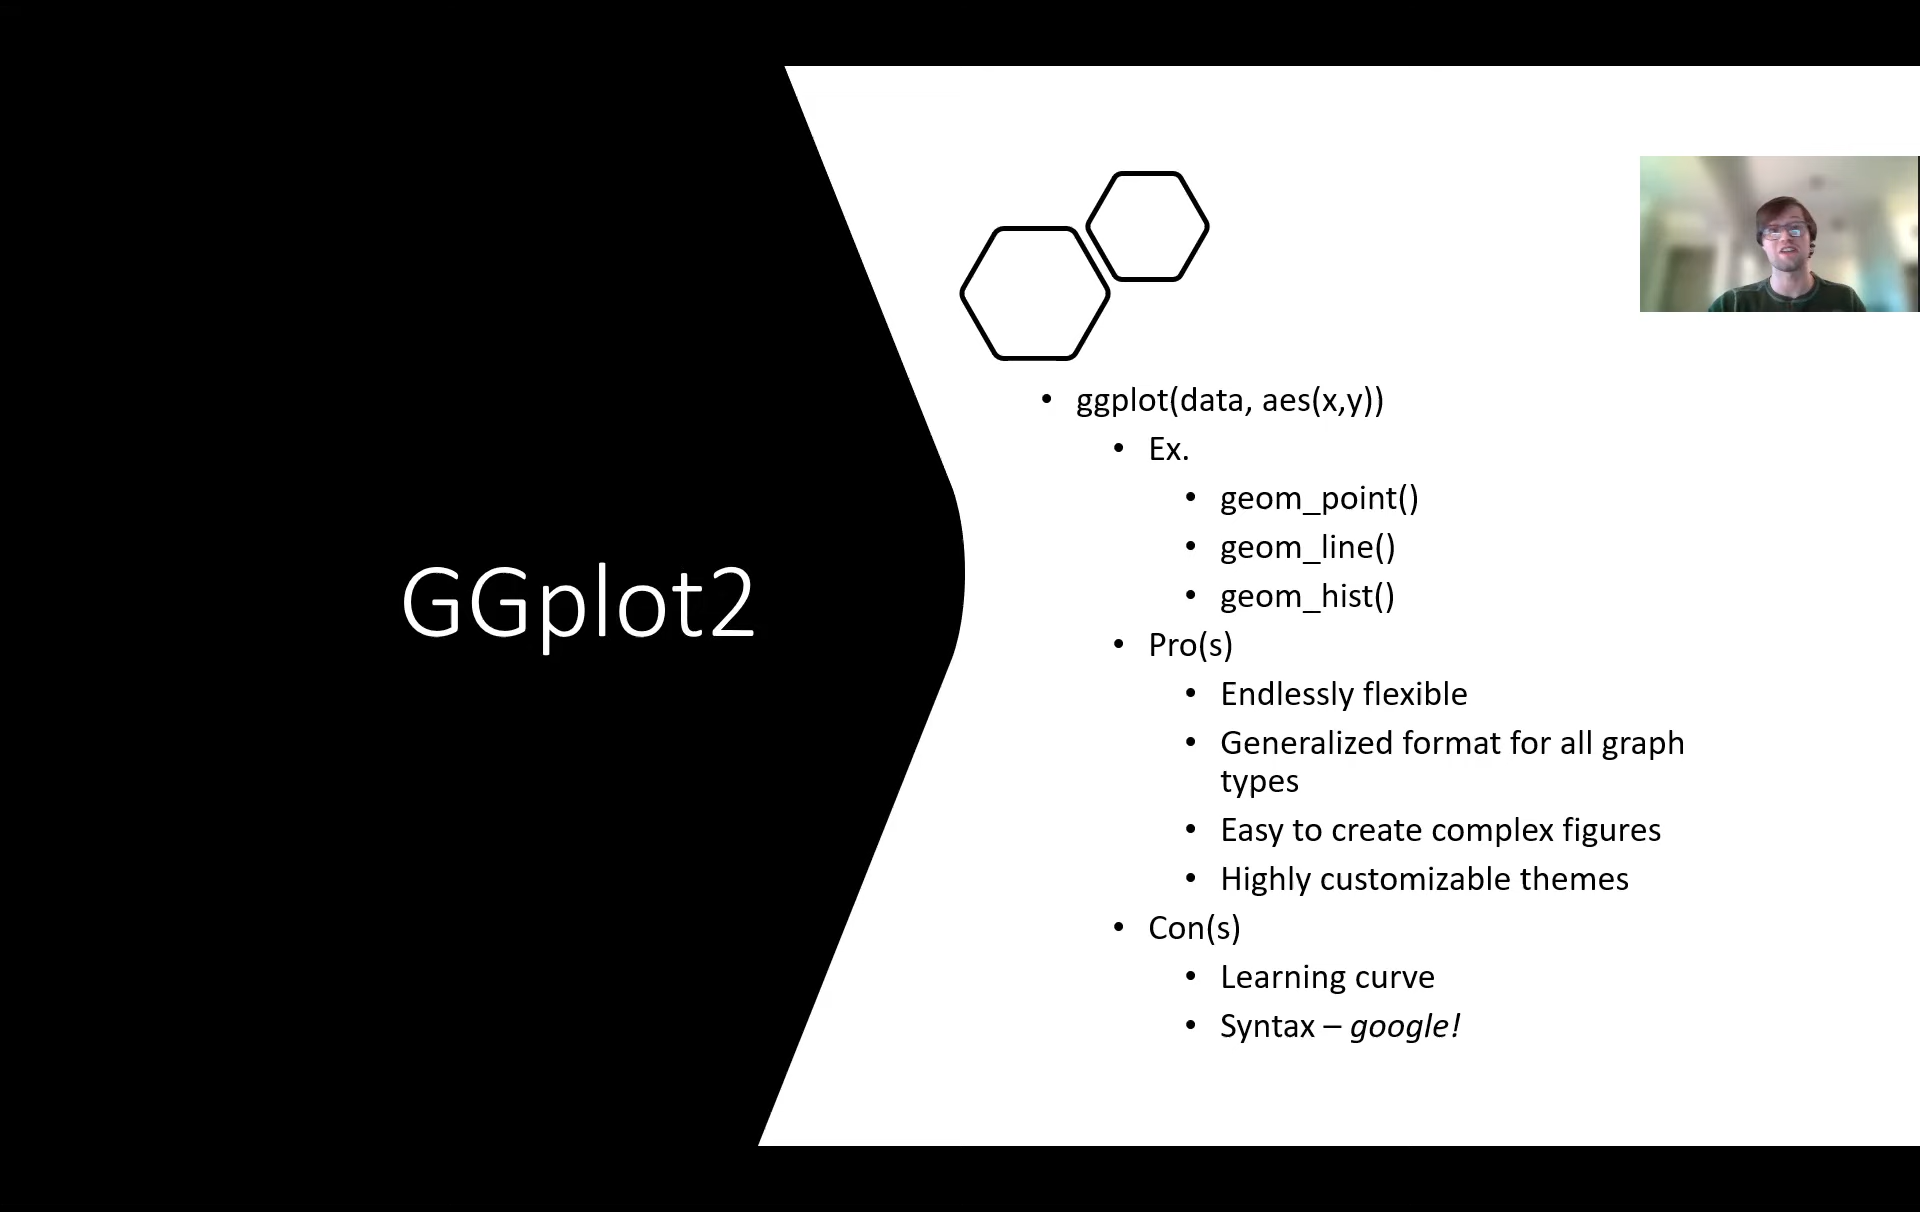 GGplot2
ggplot(data, aes(x,y))
Ex.
geom_point()
geom_line()
geom_hist()
Pro(s)
Endlessly flexible
Generalized format for all graph
types
Easy to create complex figures
Highly customizable themes
Con(s)
Learning curve
Syntax – google!